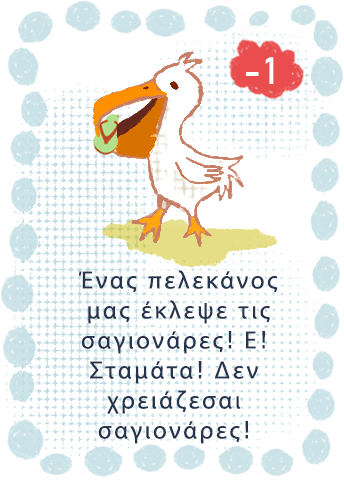 -1
Ένας πελεκάνος
μας έκλεψε τις
σαγιονάρες! Ε!
Σταμάτα! Δεν
χρειάζεσαι
σαγιονάρες!